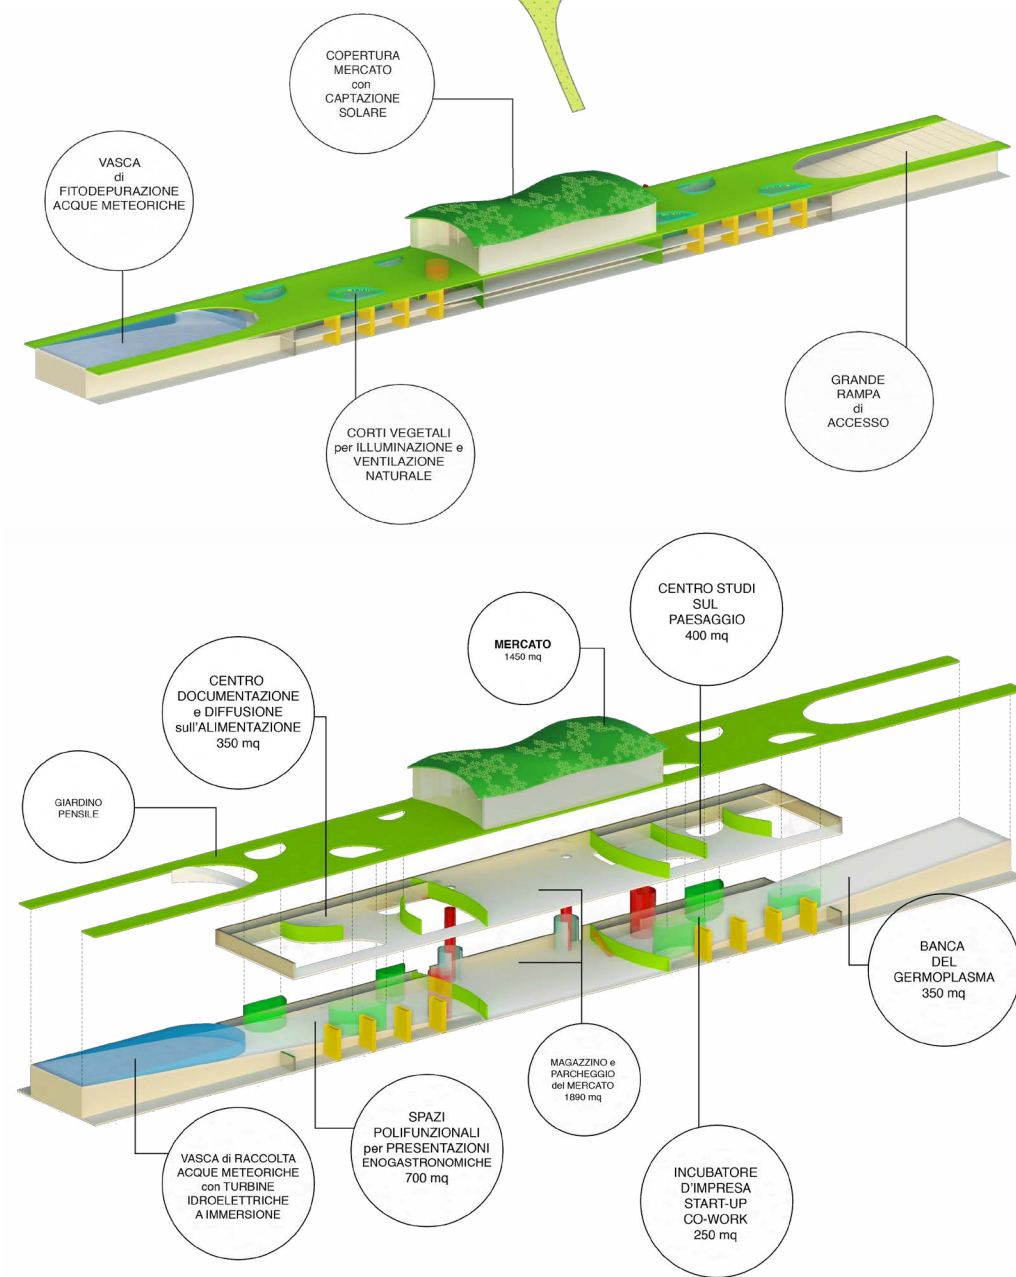 COPERTURA
MERCATO
con
CAPTAZIONE
SOLARE
VASCA
di
FITODEPURAZIONE
ACQUE METEORICHE
GRANDE
RAMPA
di
ACCESSO
CORTI VEGETALI
per ILLUMINAZIONE e
VENTILAZIONE
NATURALE
CENTRO STUDI
SUL
PAESAGGIO
400 mq
MERCATO
1450 mq
CENTRO
DOCUMENTAZIONE
e DIFFUSIONE
sull'ALIMENTAZIONE
350 mq
GIARDINO
PENSILE
BANCA
DEL
GERMOPLASMA
350 mq
MAGAZZINO e
PARCHEGGIO
del MERCATO
1890 mq
SPAZI
POLIFUNZIONALI
per PRESENTAZIONI
ENOGASTRONOMICHE
700 mq
VASCA di RACCOLTA
ACQUE METEORICHE
con TURBINE
IDROELETTRICHE
A IMMERSIONE
INCUBATORE
D'IMPRESA
START-UP
CO-WORK
250 mq